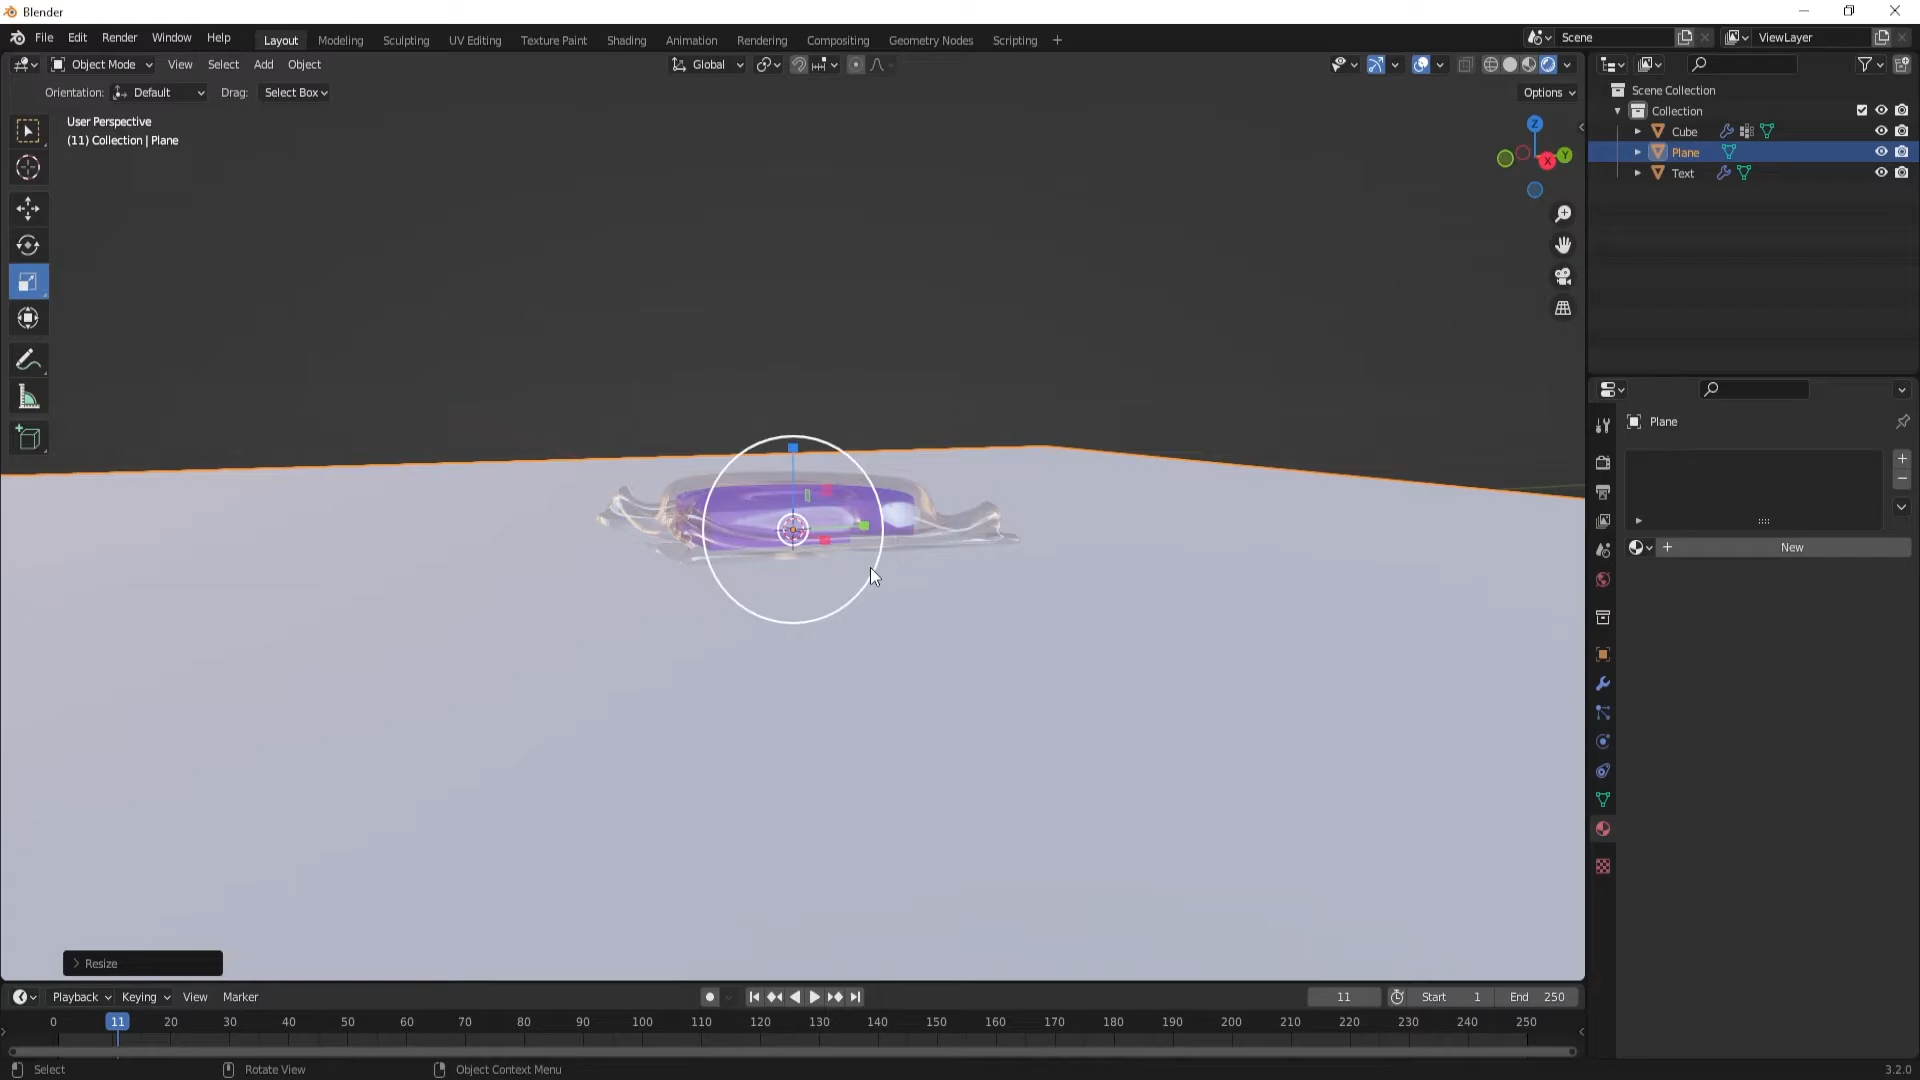 Blender
File Edit Render Window Help Layout Modeling Sculpting UV Editing Texture Paint Shading Animation Rendering Compositing Geometry Nodes Scripting + Scene ViewLayer
Object Mode View Select Add Object Global
Orientation: Default Drag: Select Box Options
User Perspective
(11) Collection | Plane
Z
Y
X
Scene Collection
Collection
Cube
Plane
Text
Plane
+
New
Resize
Playback Keying View Marker 11 Start 1 End 250
0 11 20 30 40 50 60 70 80 90 100 110 120 130 140 150 160 170 180 190 200 210 220 230 240 250
Select Rotate View Object Context Menu 3.2.0